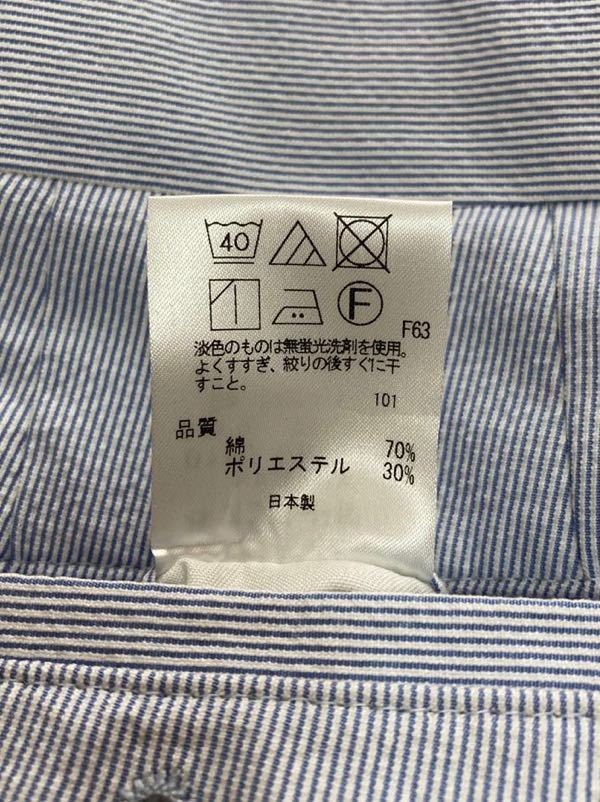 40
F
F63
淡色のものは無蛍光洗剤を使用。
よくすすぎ、絞りの後すぐに干
すこと。
101
品質
綿 70%
ポリエステル 30%
日本製